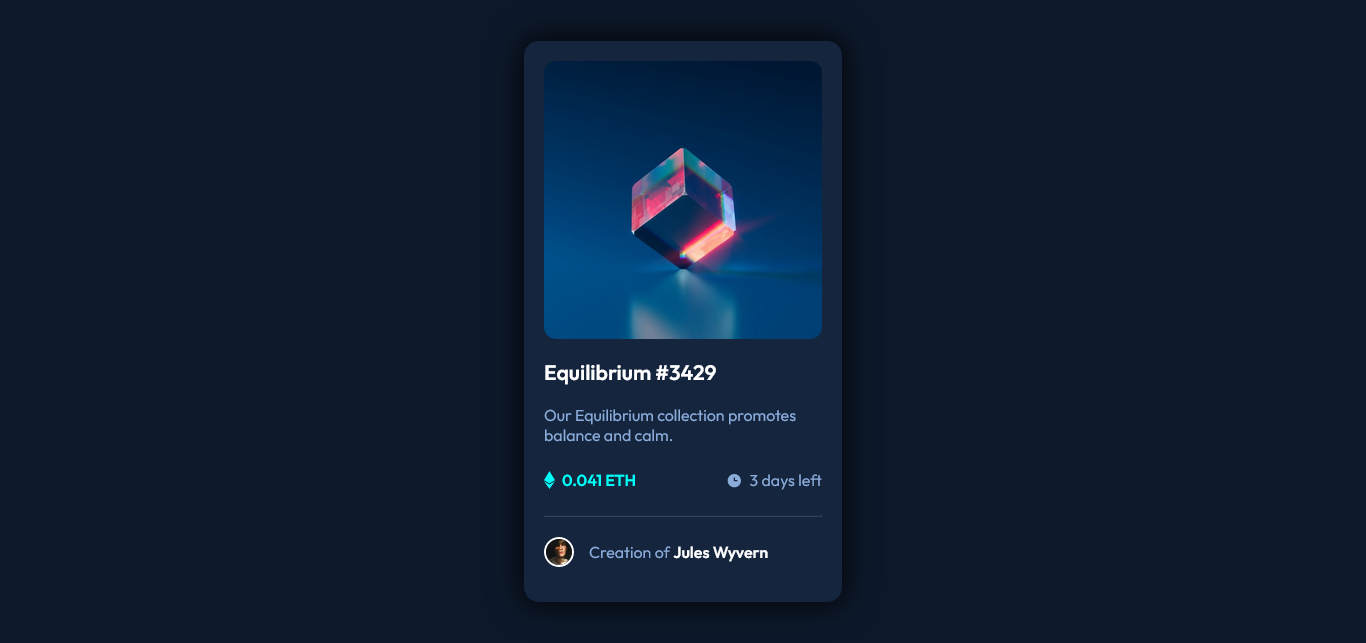 Equilibrium #3429
Our Equilibrium collection promotes
balance and calm.
0.041 ETH
3 days left
Creation of Jules Wyvern